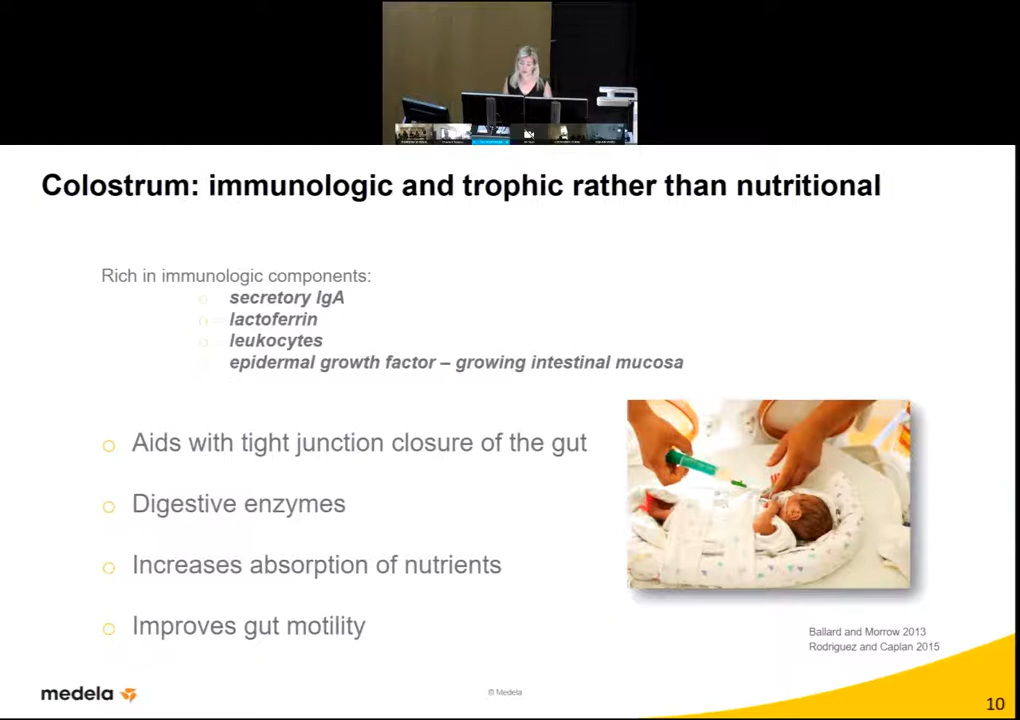 Colostrum: immunologic and trophic rather than nutritional
Rich in immunologic components:
secretory IgA
lactoferrin
leukocytes
epidermal growth factor – growing intestinal mucosa
Aids with tight junction closure of the gut
Digestive enzymes
Increases absorption of nutrients
Improves gut motility
Ballard and Morrow 2013
Rodriguez and Caplan 2015
medela
© Medela
10